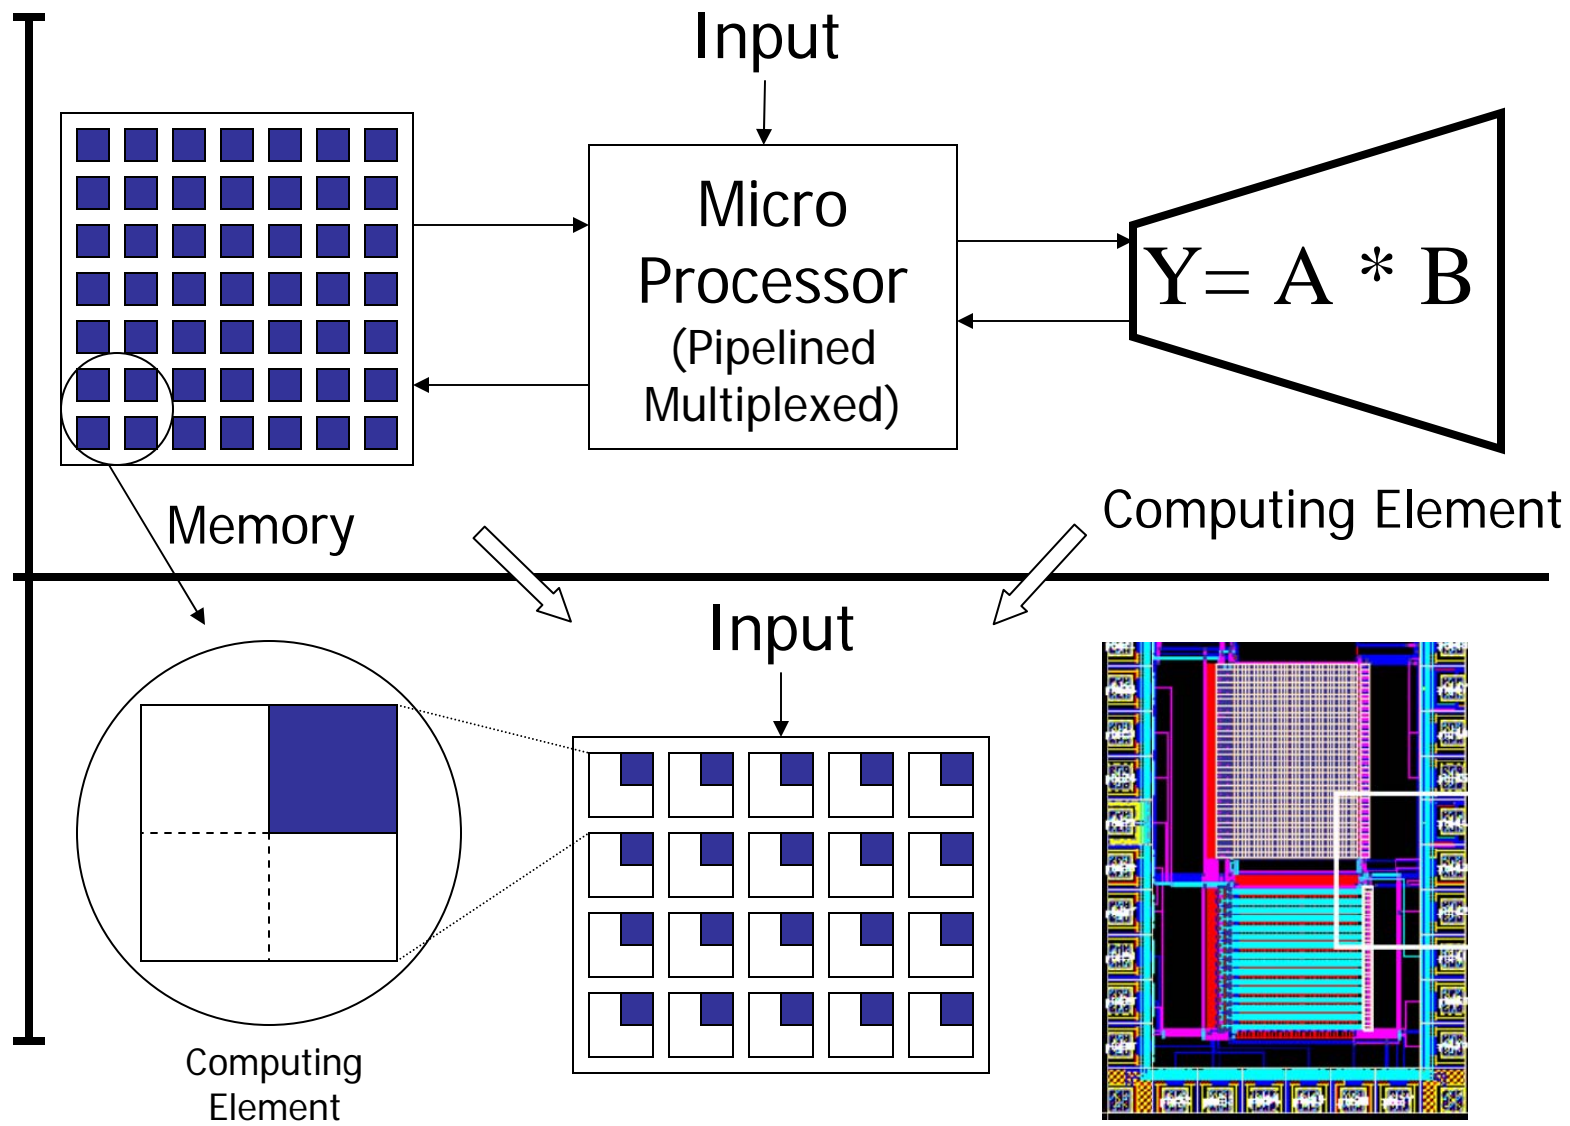 Input
Micro
Processor
(Pipelined
Multiplexed)
Y= A * B
Memory
Computing Element
Input
Computing
Element